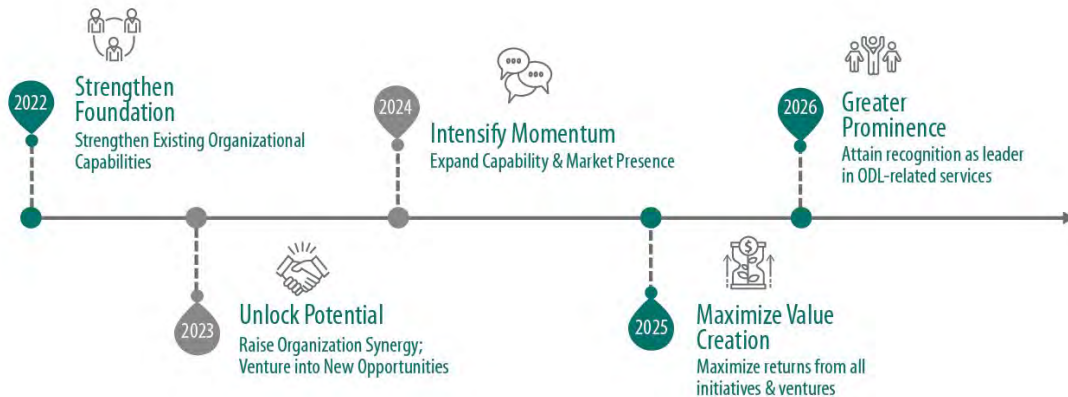 2022
Strengthen
Foundation
Strengthen Existing Organizational
Capabilities
2023
Unlock Potential
Raise Organization Synergy;
Venture into New Opportunities
2024
Intensify Momentum
Expand Capability & Market Presence
2025
Maximize Value
Creation
Maximize returns from all
initiatives & ventures
2026
Greater
Prominence
Attain recognition as leader
in ODL-related services